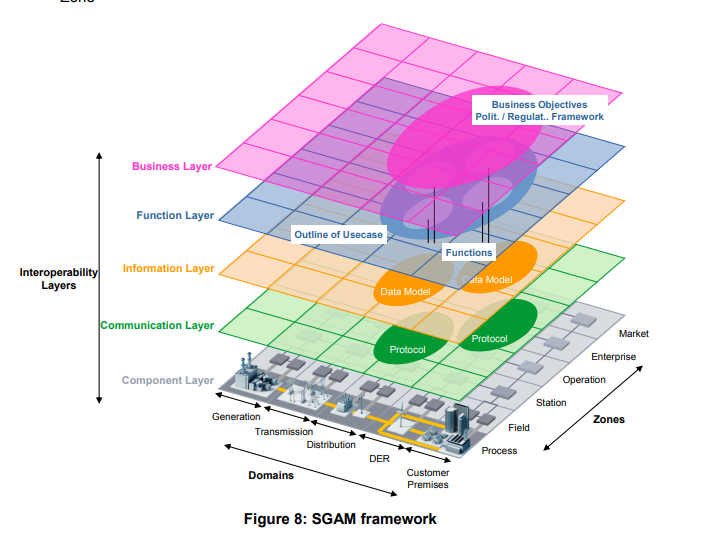 Zone
Business Objectives
Polit. / Regulat.. Framework
Business Layer
Function Layer
Outline of Usecase
Functions
Interoperability
Layers
Information Layer
Data Model
Data Model
Communication Layer
Protocol
Protocol
Component Layer
Market
Enterprise
Operation
Station
Field
Process
Zones
Generation
Transmission
Distribution
DER
Customer
Premises
Domains
Figure 8: SGAM framework